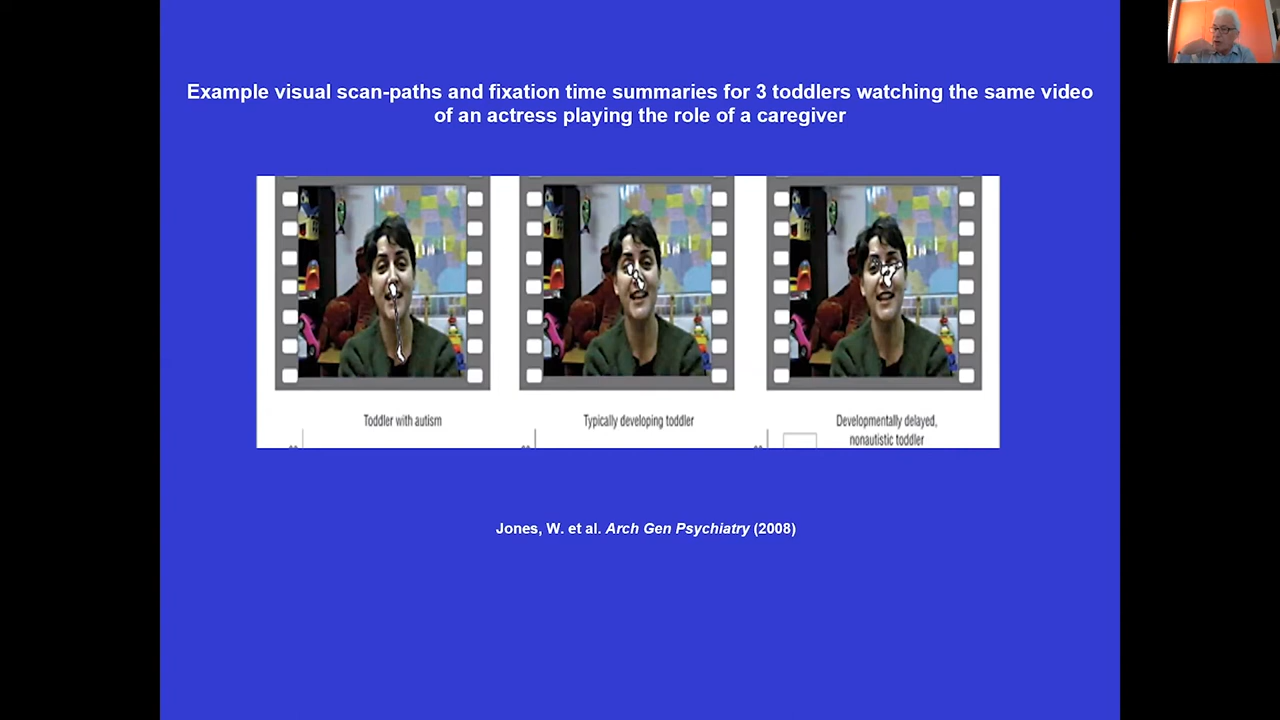 Example visual scan-paths and fixation time summaries for 3 toddlers watching the same video
of an actress playing the role of a caregiver
Toddler with autism
Typically developing toddler
Developmentally delayed,
nonautistic toddler
Jones, W. et al. Arch Gen Psychiatry (2008)